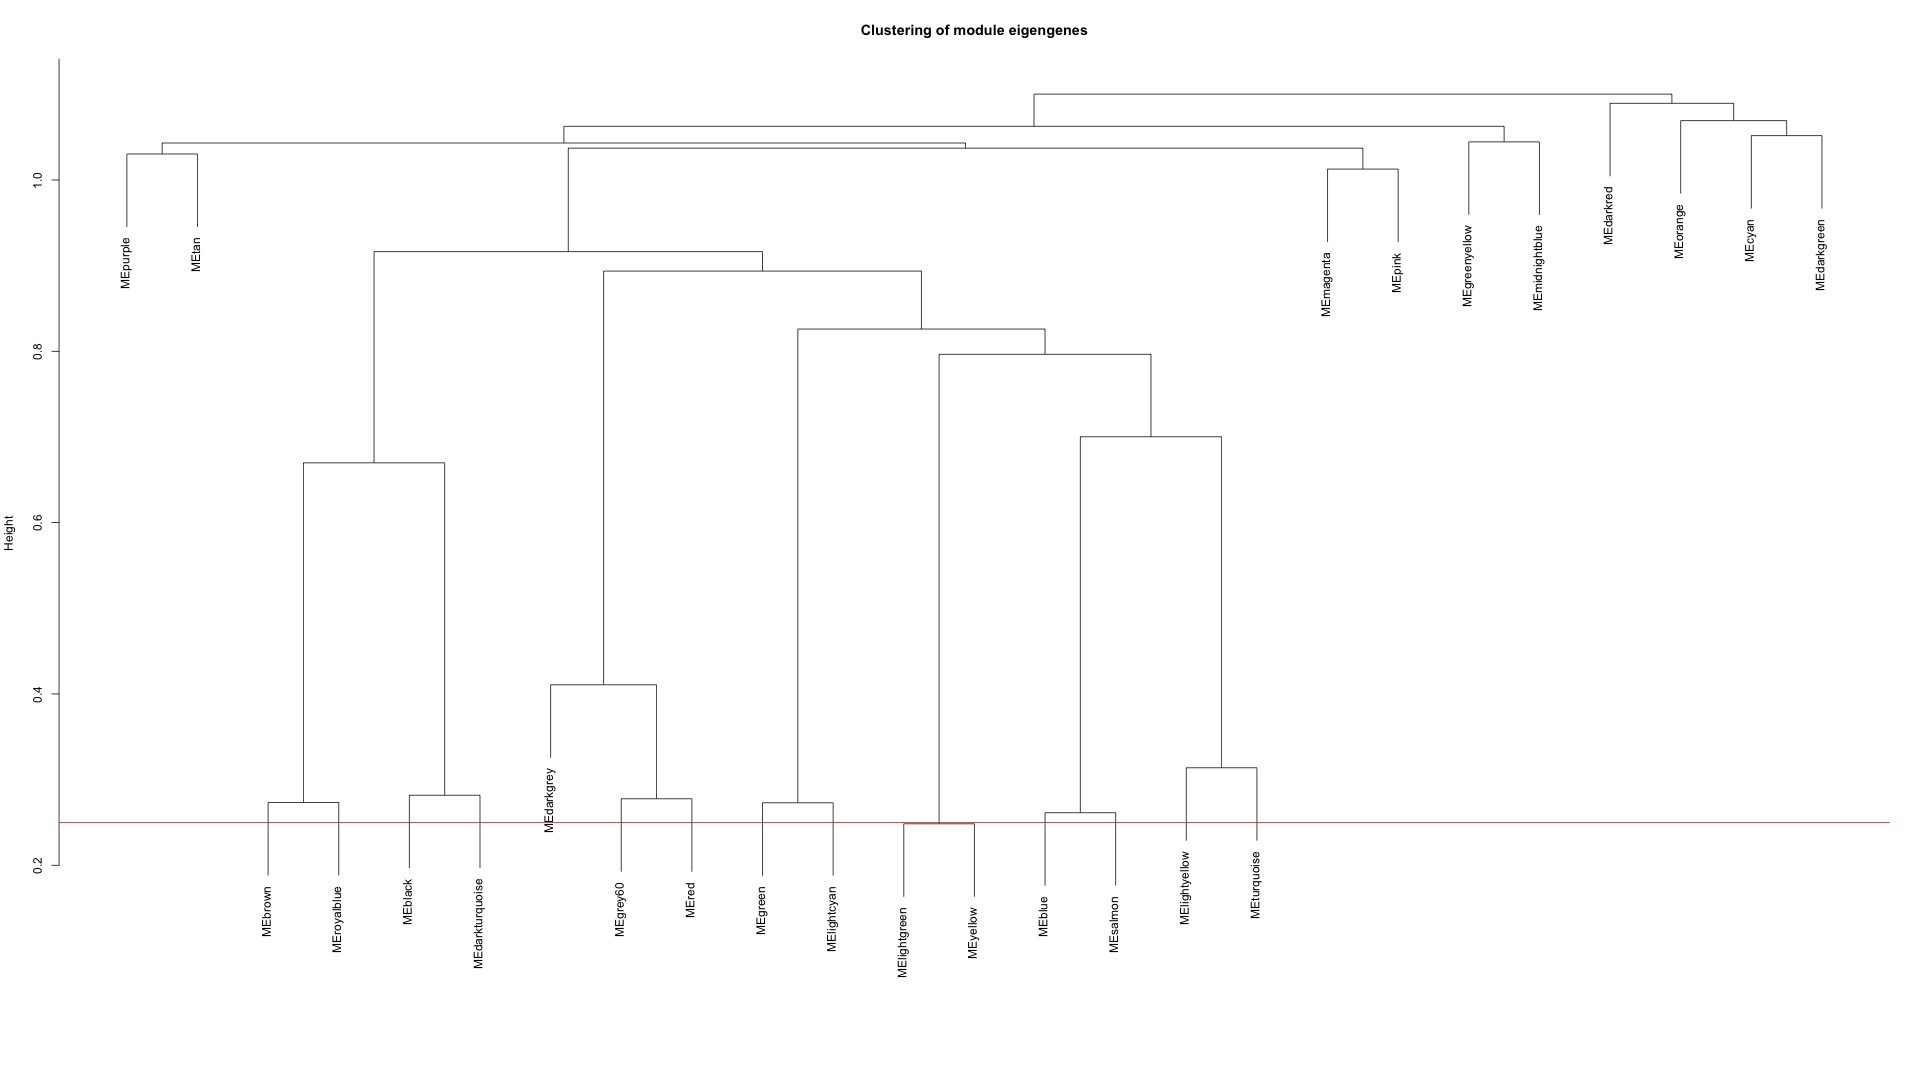 Clustering of module eigengenes
Height
1.0
0.8
0.6
0.4
0.2
MEpurple
MEtan
MEbrown
MEroyalblue
MEblack
MEdarkturquoise
MEdarkgrey
MEgrey60
MEred
MEgreen
MElightcyan
MElightgreen
MEyellow
MEblue
MEsalmon
MElightyellow
MEturquoise
MEmagenta
MEpink
MEgreenyellow
MEmidnightblue
MEdarkred
MEorange
MEcyan
MEdarkgreen